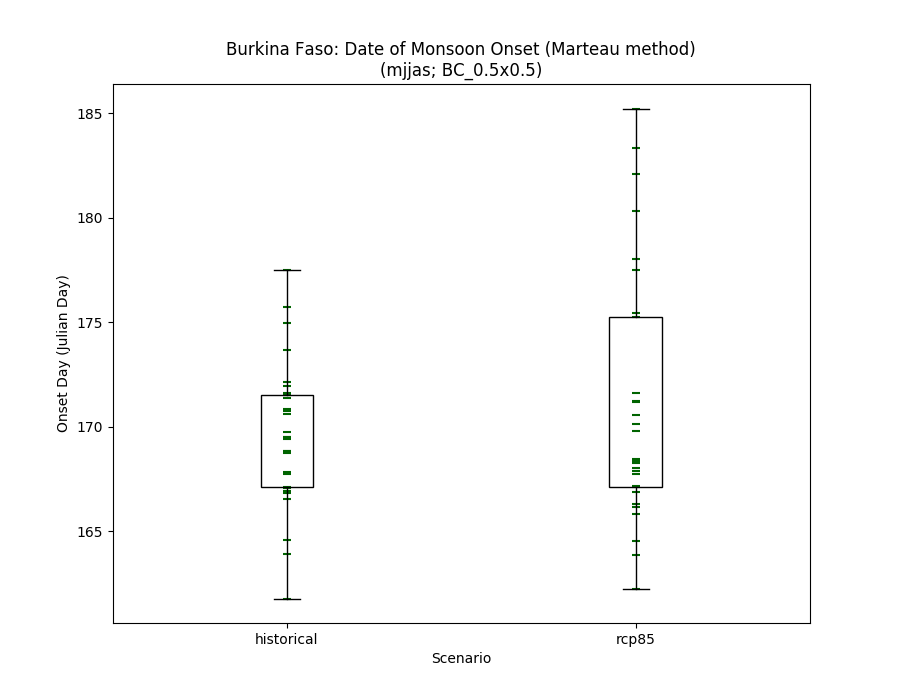 Burkina Faso: Date of Monsoon Onset (Marteau method)
(mjjas; BC_0.5x0.5)
185
180
175
170
165
Onset Day (Julian Day)
historical
rcp85
Scenario